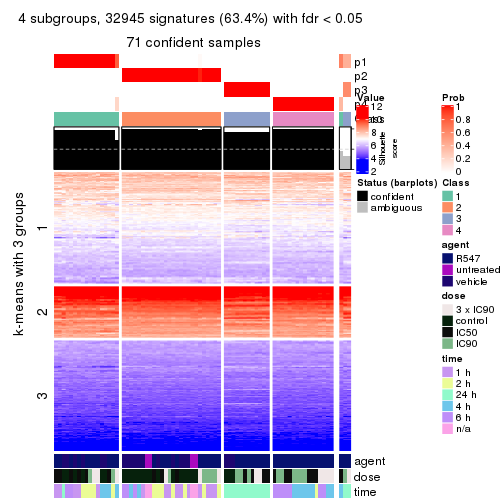 4 subgroups, 32945 signatures (63.4%) with fdr < 0.05
71 confident samples
p1
p2
p3
Value
12
10
8
6
4
2
Silhouette
score
Prob
1
0.8
0.6
0.4
0.2
0
Status (barplots)
confident
ambiguous
Class
1
2
3
4
agent
R547
untreated
vehicle
dose
3 x IC90
control
IC50
IC90
time
1 h
2 h
24 h
4 h
6 h
n/a
k-means with 3 groups
1
2
3
agent
dose
time